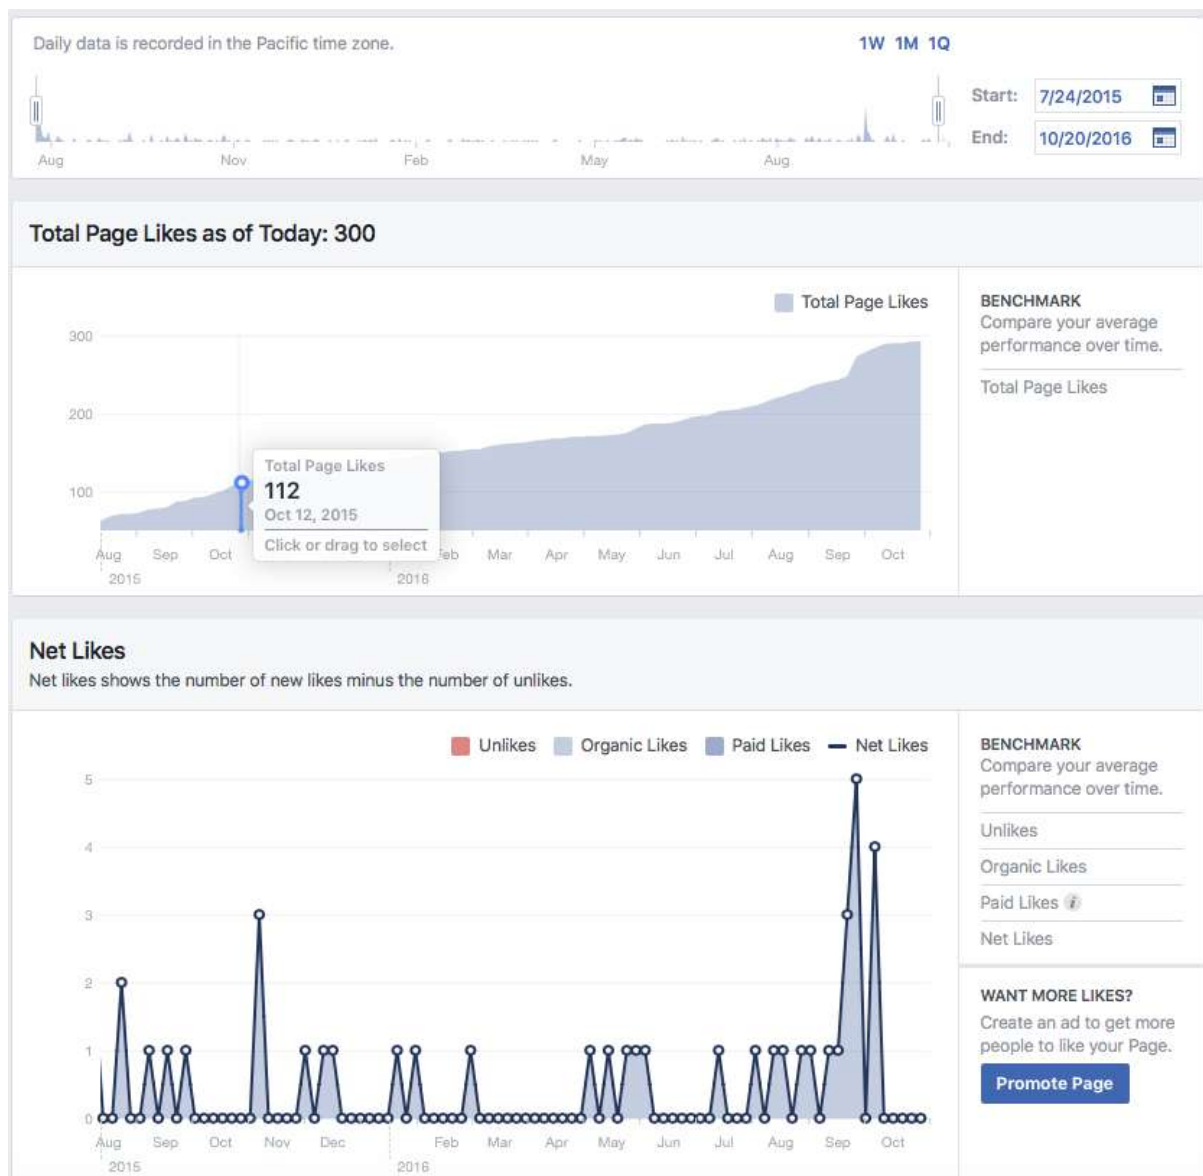 Daily data is recorded in the Pacific time zone.
1W 1M 1Q
Start: 7/24/2015
End: 10/20/2016
Aug Nov Feb May Aug
Total Page Likes as of Today: 300
Total Page Likes
300
200
100
Total Page Likes
112
Oct 12, 2015
Click or drag to select
Aug Sep Oct eb Mar Apr May Jun Jul Aug Sep Oct
2015 2016
BENCHMARK
Compare your average
performance over time.
Total Page Likes
Net Likes
Net likes shows the number of new likes minus the number of unlikes.
Unlikes Organic Likes Paid Likes Net Likes
5
4
3
2
1
0
Aug Sep Oct Nov Dec Feb Mar Apr May Jun Jul Aug Sep Oct
2015 2016
BENCHMARK
Compare your average
performance over time.
Unlikes
Organic Likes
Paid Likes i
Net Likes
WANT MORE LIKES?
Create an ad to get more
people to like your Page.
Promote Page